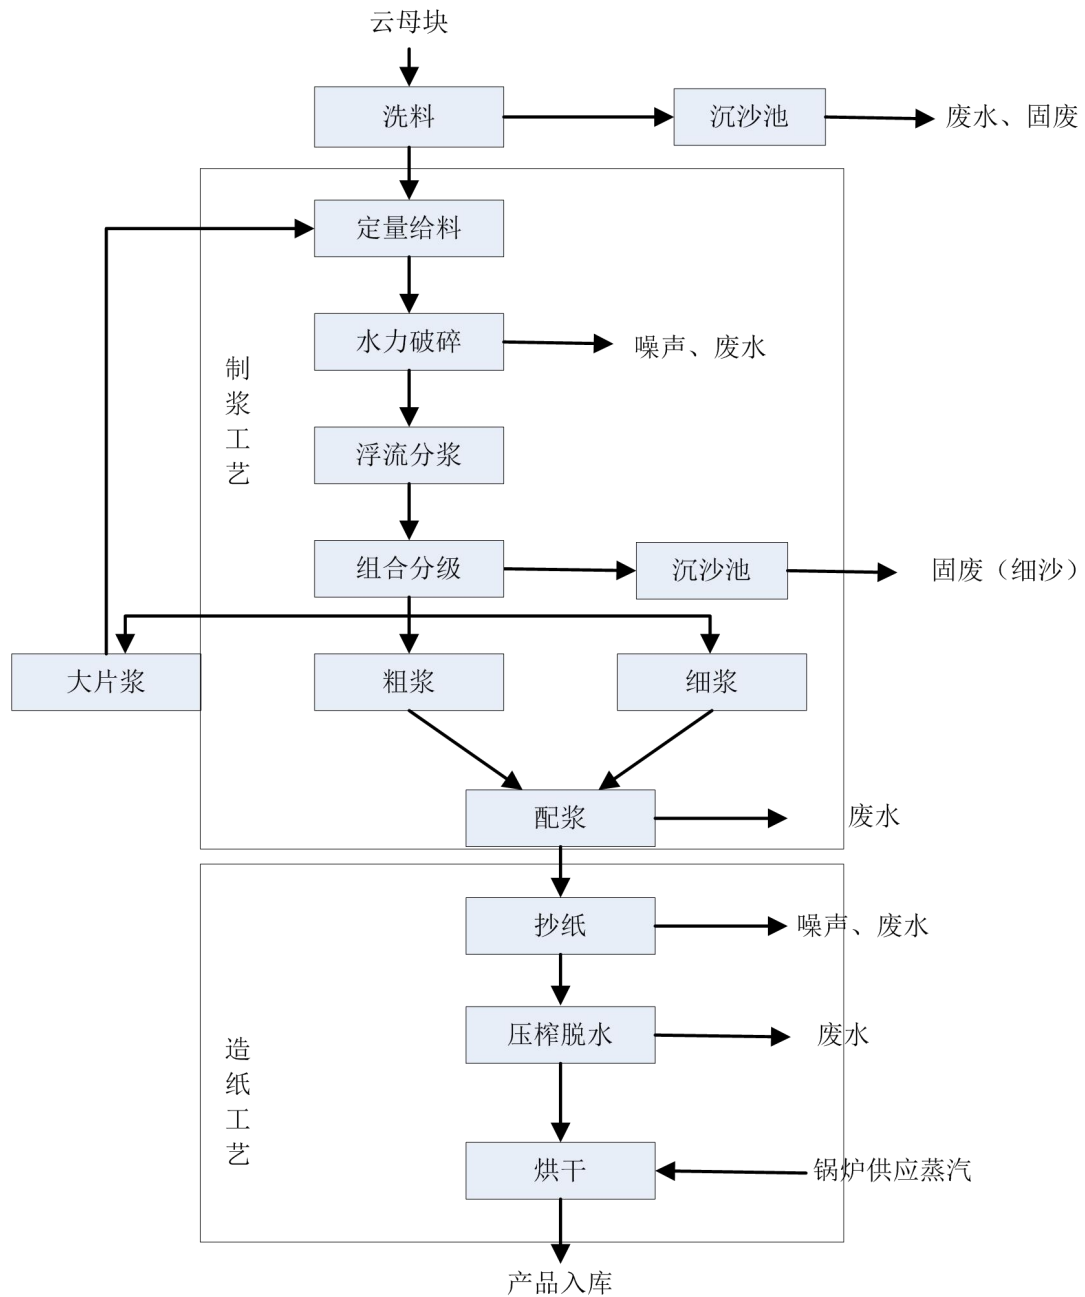 云母块
洗料
沉沙池
废水、固废
定量给料
水力破碎
噪声、废水
制浆工艺
浮流分浆
组合分级
沉沙池
固废（细沙）
大片浆
粗浆
细浆
配浆
废水
抄纸
噪声、废水
压榨脱水
废水
造纸工艺
烘干
锅炉供应蒸汽
产品入库